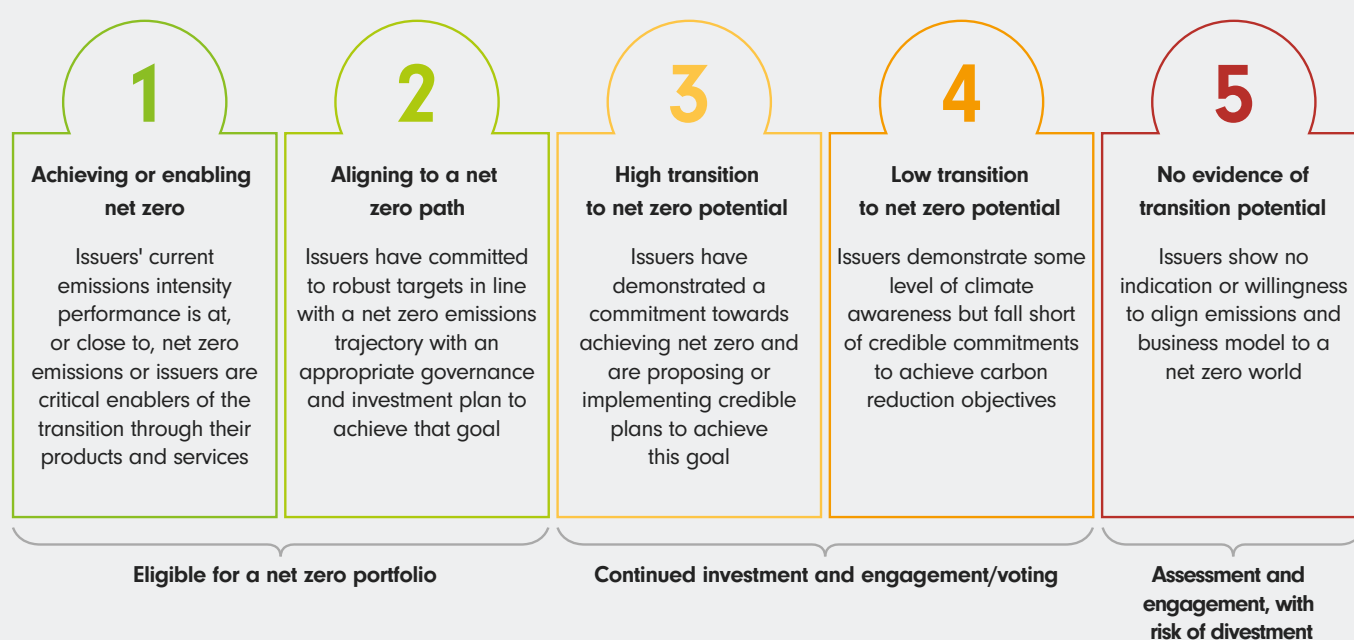 1
Achieving or enabling
net zero
Issuers' current
emissions intensity
performance is at,
or close to, net zero
emissions or issuers are
critical enablers of the
transition through their
products and services
2
Aligning to a net
zero path
Issuers have committed
to robust targets in line
with a net zero emissions
trajectory with an
appropriate governance
and investment plan to
achieve that goal
3
High transition
to net zero potential
Issuers have
demonstrated a
commitment towards
achieving net zero and
are proposing or
implementing credible
plans to achieve
this goal
4
Low transition
to net zero potential
Issuers demonstrate some
level of climate
awareness but fall short
of credible commitments
to achieve carbon
reduction objectives
5
No evidence of
transition potential
Issuers show no
indication or willingness
to align emissions and
business model to a
net zero world
Eligible for a net zero portfolio
Continued investment and engagement/voting
Assessment and
engagement, with
risk of divestment